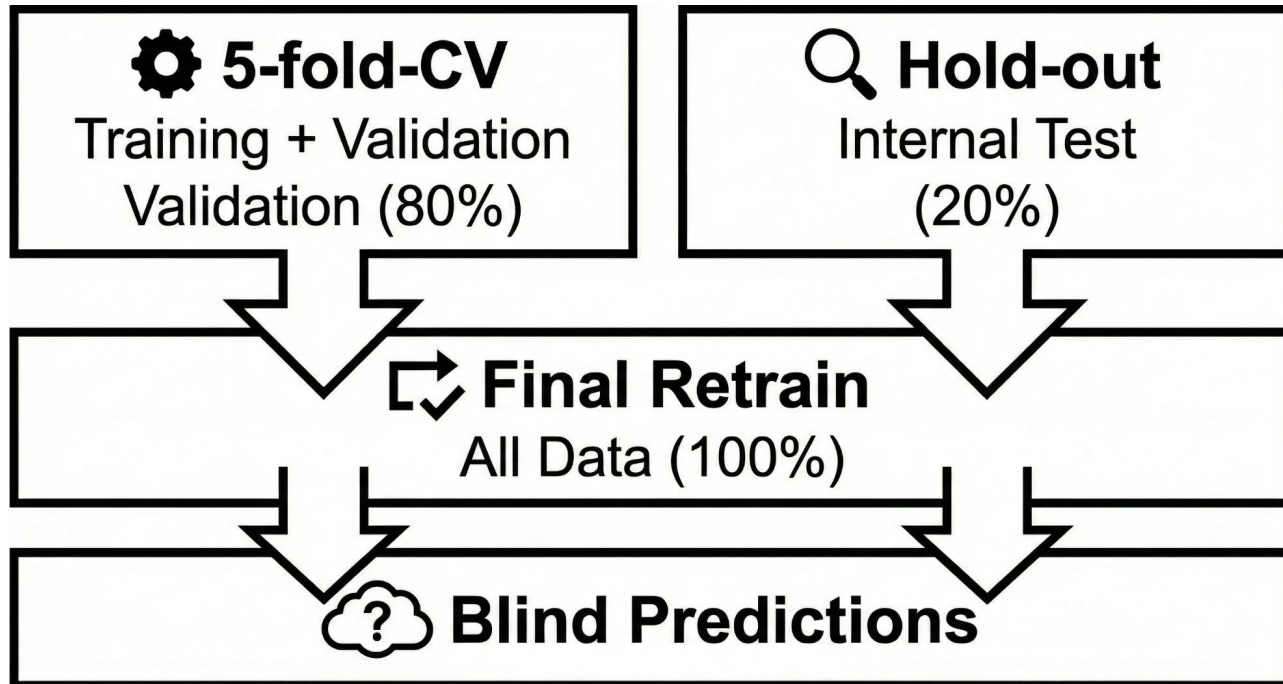 5-fold-CV
Training + Validation
Validation (80%)
Hold-out
Internal Test
(20%)
Final Retrain
All Data (100%)
?
Blind Predictions